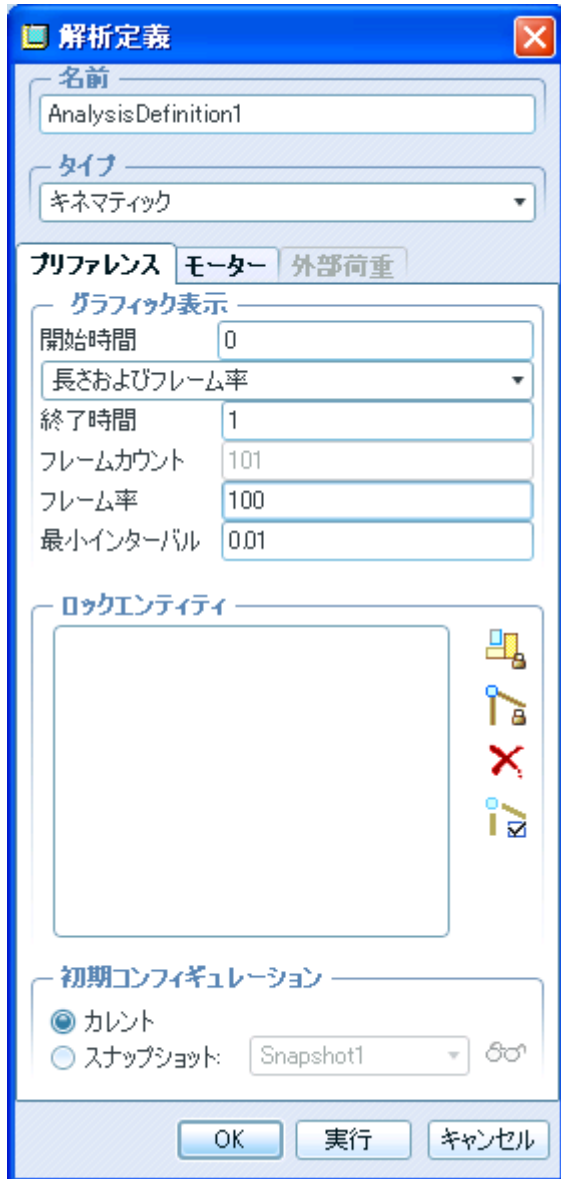 解析定義
名前
AnalysisDefinition1
タイプ
キネマティック
プリファレンス モーター 外部荷重
グラフィック表示
開始時間 0
長さおよびフレーム率
終了時間 1
フレームカウント 101
フレーム率 100
最小インターバル 0.01
ロックエンティティ
初期コンフィギュレーション
カレント
スナップショット: Snapshot1
OK 実行 キャンセル